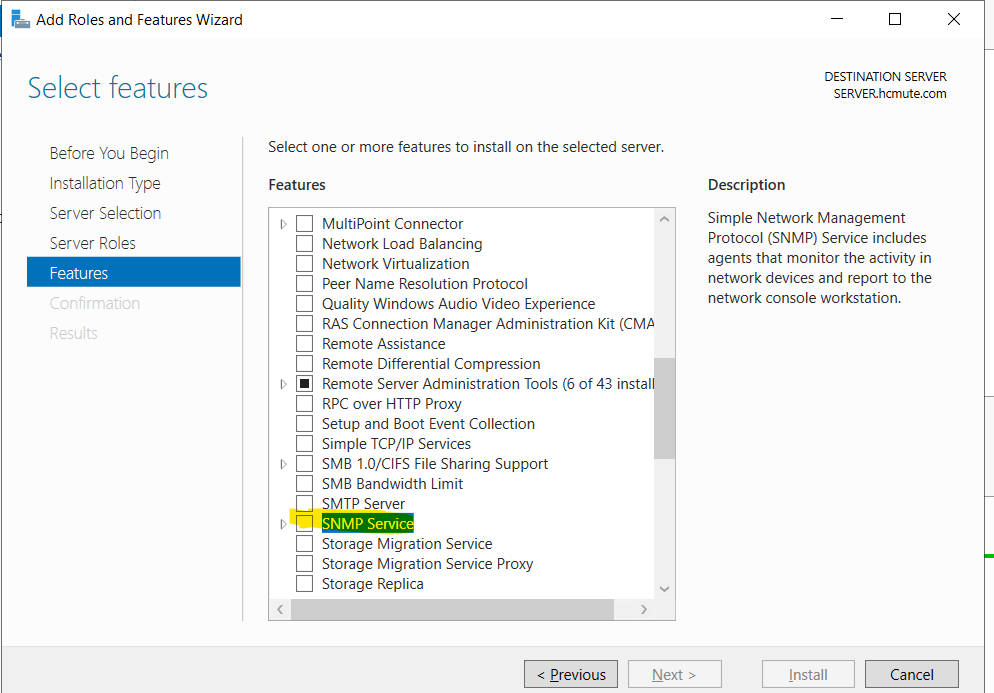 Add Roles and Features Wizard
Select features
DESTINATION SERVER
SERVER.hcmute.com
Before You Begin
Installation Type
Server Selection
Server Roles
Features
Confirmation
Results
Select one or more features to install on the selected server.
Features
MultiPoint Connector
Network Load Balancing
Network Virtualization
Peer Name Resolution Protocol
Quality Windows Audio Video Experience
RAS Connection Manager Administration Kit (CMA
Remote Assistance
Remote Differential Compression
Remote Server Administration Tools (6 of 43 install
RPC over HTTP Proxy
Setup and Boot Event Collection
Simple TCP/IP Services
SMB 1.0/CIFS File Sharing Support
SMB Bandwidth Limit
SMTP Server
SNMP Service
Storage Migration Service
Storage Migration Service Proxy
Storage Replica
Description
Simple Network Management
Protocol (SNMP) Service includes
agents that monitor the activity in
network devices and report to the
network console workstation.
< Previous
Next >
Install
Cancel